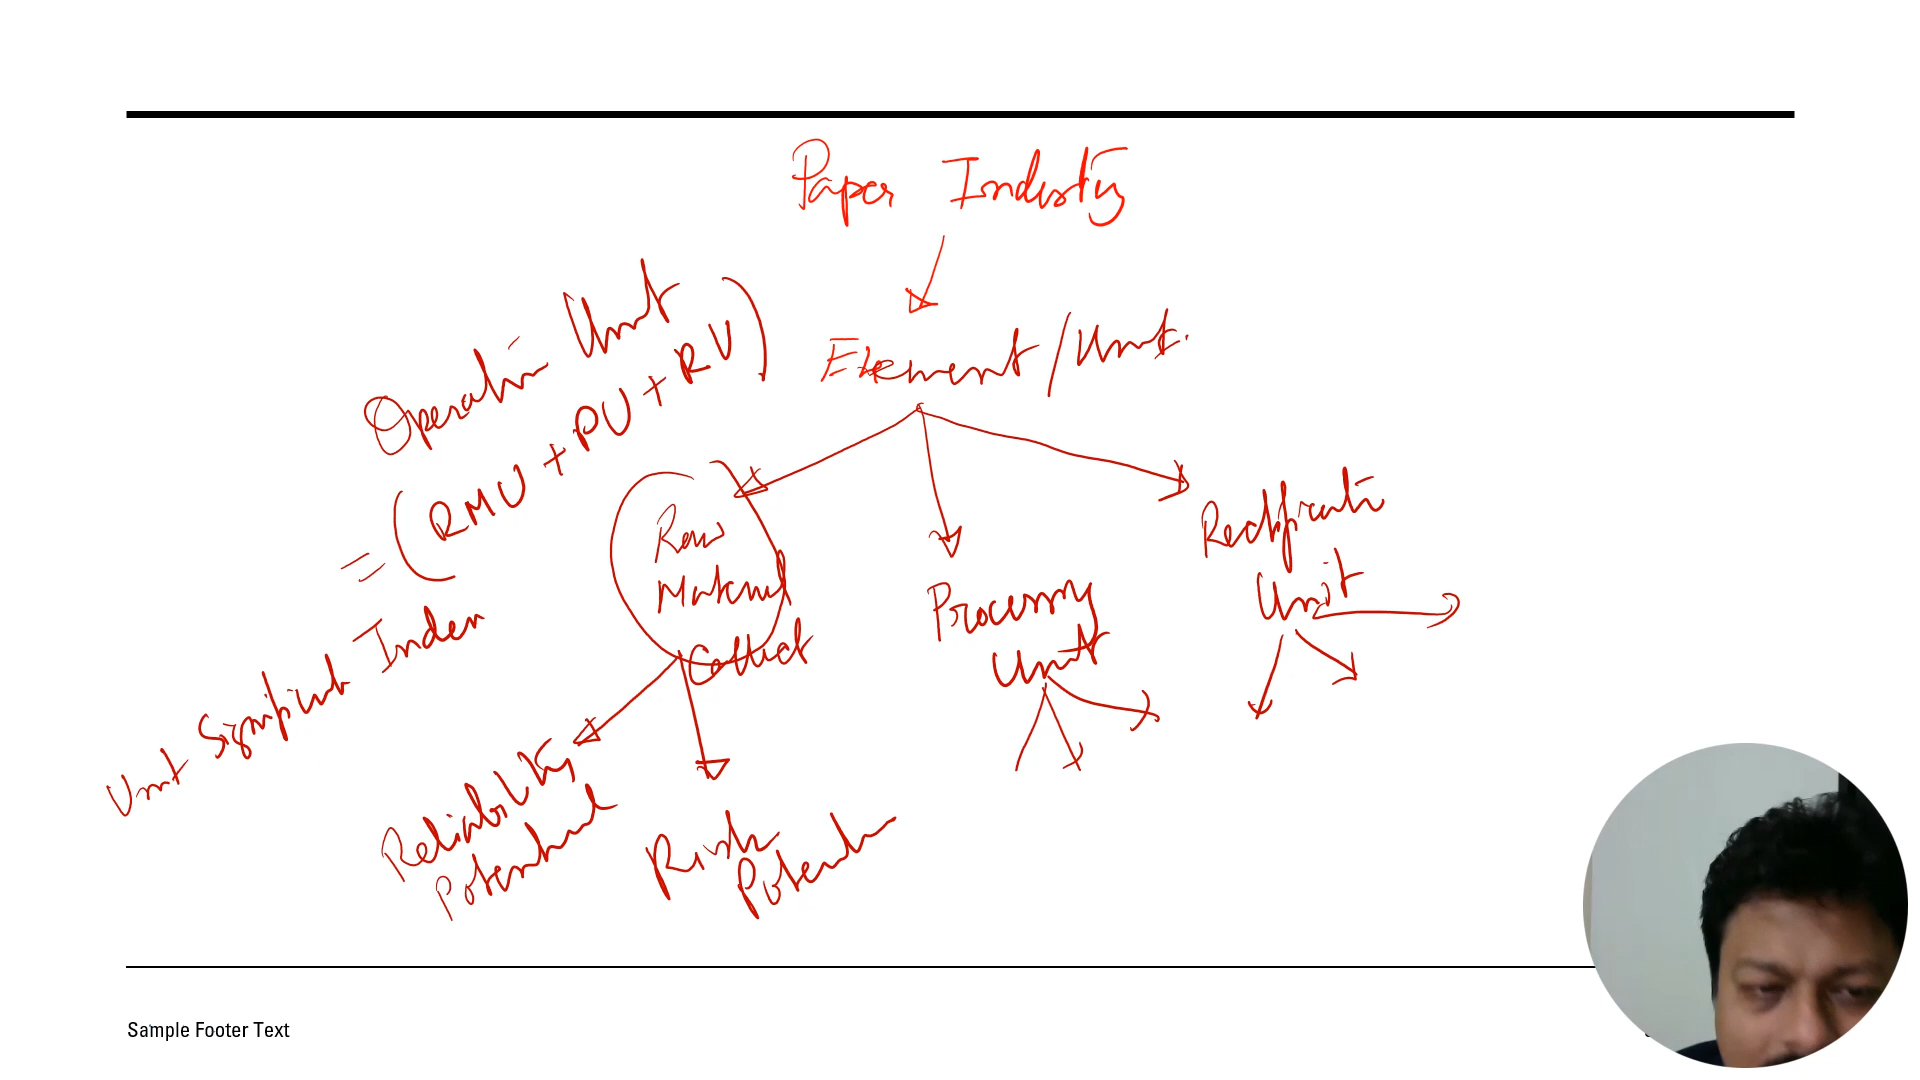 Paper Industry
Element/Unit.
Operation Unit
= (RMU + PU + RU)
Unit Significant Index
Raw
Material
Collect
Processing
Unit
Rectification
Unit
Reliability
Potential
Risk
Potential
Sample Footer Text